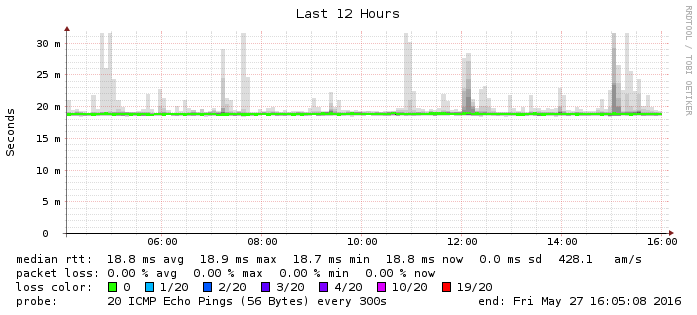 Last 12 Hours
RRDTOOL / TOBI OETIKER
Seconds
30 m
25 m
20 m
15 m
10 m
5 m
0
06:00 08:00 10:00 12:00 14:00 16:00
median rtt: 18.8 ms avg 18.9 ms max 18.7 ms min 18.8 ms now 0.0 ms sd 428.1 am/s
packet loss: 0.00 % avg 0.00 % max 0.00 % min 0.00 % now
loss color: 0 1/20 2/20 3/20 4/20 10/20 19/20
probe: 20 ICMP Echo Pings (56 Bytes) every 300s end: Fri May 27 16:05:08 2016